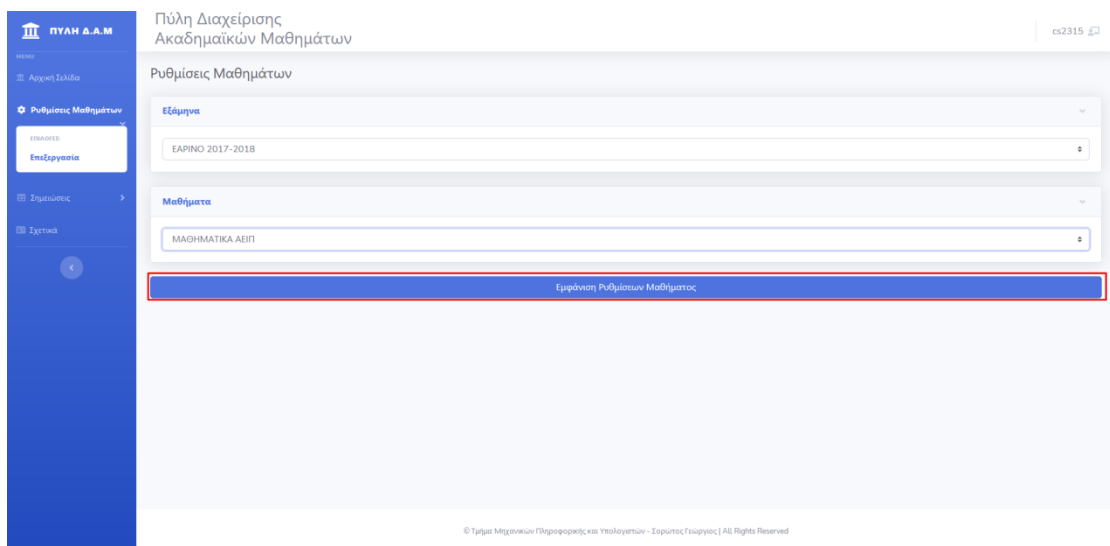 ΠΥΛΗ Δ.Α.Μ
Πύλη Διαχείρισης
Ακαδημαϊκών Μαθημάτων
cs2315
MENU
Αρχική Σελίδα
Ρυθμίσεις Μαθημάτων
ΕΠΙΛΟΓΕΣ:
Επεξεργασία
Σημειώσεις
Σχετικά
Ρυθμίσεις Μαθημάτων
Εξάμηνα
ΕΑΡΙΝΟ 2017-2018
Μαθήματα
ΜΑΘΗΜΑΤΙΚΑ ΑΕΙΠ
Εμφάνιση Ρυθμίσεων Μαθήματος
© Τμήμα Μηχανικών Πληροφορικής και Υπολογιστών - Σορώτος Γεώργιος | All Rights Reserved